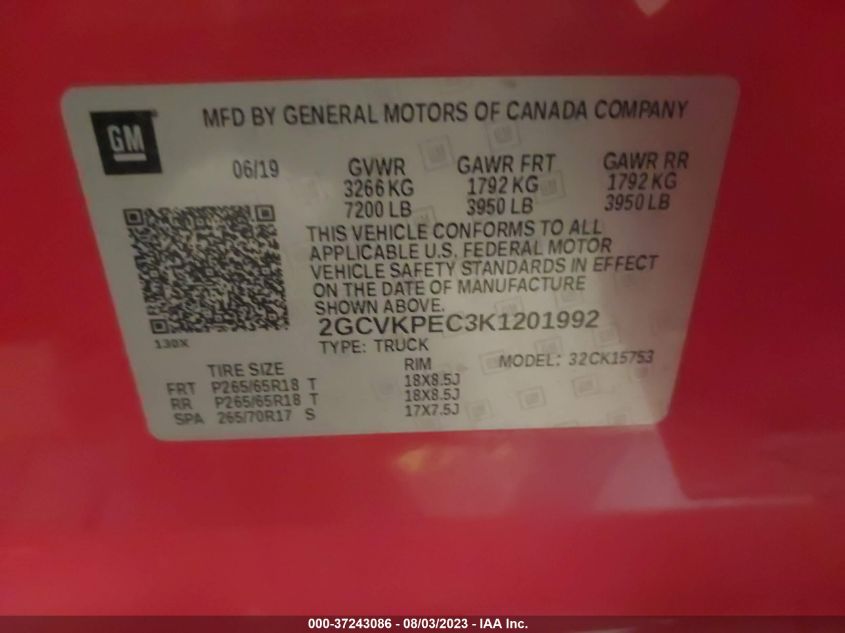 GM
MFD BY GENERAL MOTORS OF CANADA COMPANY
06/19 GVWR GAWR FRT GAWR RR
3266 KG 1792 KG 1792 KG
7200 LB 3950 LB 3950 LB
THIS VEHICLE CONFORMS TO ALL
APPLICABLE U.S. FEDERAL MOTOR
VEHICLE SAFETY STANDARDS IN EFFECT
ON THE DATE OF MANUFACTURE
SHOWN ABOVE.
2GCVKPEC3K1201992
130X
TYPE: TRUCK
MODEL: 32CK15753
TIRE SIZE RIM
FRT P265/65R18 T 18X8.5J
RR P265/65R18 T 18X8.5J
SPA 265/70R17 S 17X7.5J
000-37243086 - 08/03/2023 - IAA Inc.